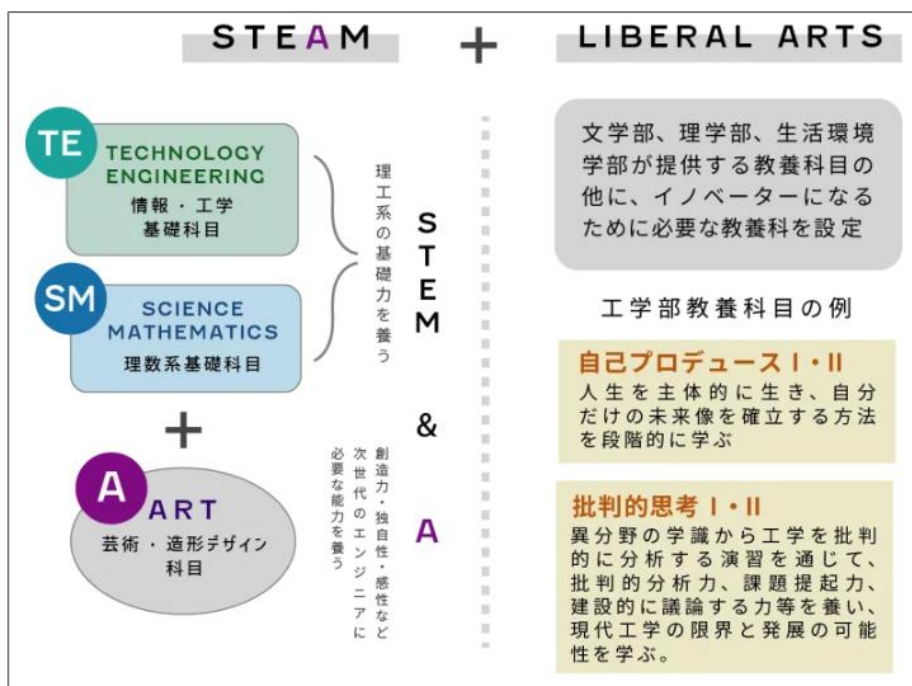 STEAM
+
LIBERAL ARTS
TE
TECHNOLOGY
ENGINEERING
情報・工学
基礎科目
SM
SCIENCE
MATHEMATICS
理数系基礎科目
理工系の基礎力を養う
+
A
ART
芸術・造形デザイン
科目
創造力・独自性・感性など
次世代のエンジニアに
必要な能力を養う
STEM & A
文学部、理学部、生活環境
学部が提供する教養科目の
他に、イノベーターになる
ために必要な教養科を設定
工学部教養科目の例
自己プロデュース I・II
人生を主体的に生き、自分
だけの未来像を確立する方法
を段階的に学ぶ
批判的思考 I・II
異分野の学識から工学を批判
的に分析する演習を通じて、
批判的分析力、課題提起力、
建設的に議論する力等を養い、
現代工学の限界と発展の可能
性を学ぶ。